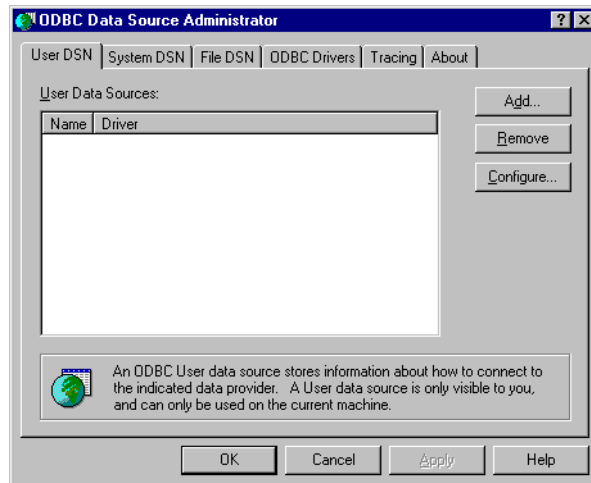 ODBC Data Source Administrator
User DSN System DSN File DSN ODBC Drivers Tracing About
User Data Sources:
Name Driver
Add...
Remove
Configure...
An ODBC User data source stores information about how to connect to
the indicated data provider. A User data source is only visible to you,
and can only be used on the current machine.
OK Cancel Apply Help